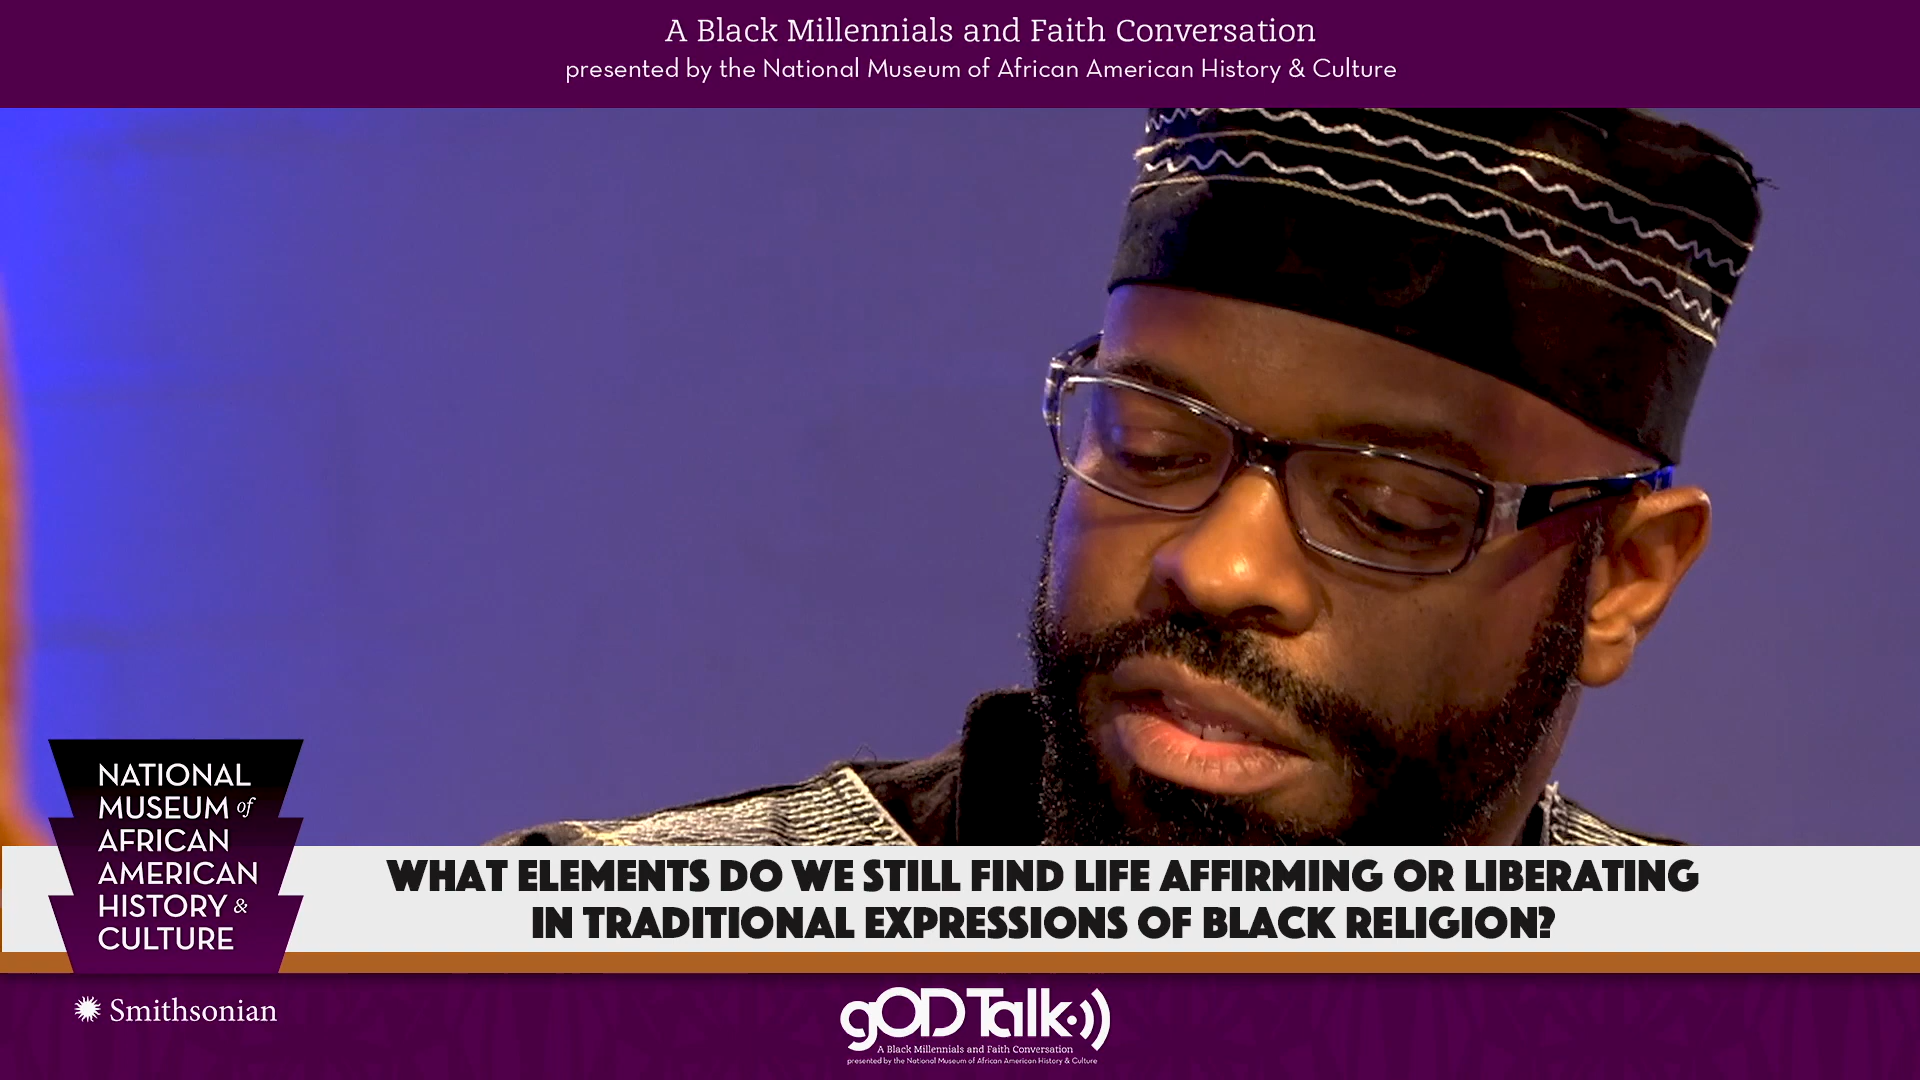 A Black Millennials and Faith Conversation
presented by the National Museum of African American History & Culture
NATIONAL
MUSEUM of
AFRICAN
AMERICAN
HISTORY &
CULTURE
WHAT ELEMENTS DO WE STILL FIND LIFE AFFIRMING OR LIBERATING
IN TRADITIONAL EXPRESSIONS OF BLACK RELIGION?
Smithsonian
gOD Talk
A Black Millennials and Faith Conversation
presented by the National Museum of African American History & Culture